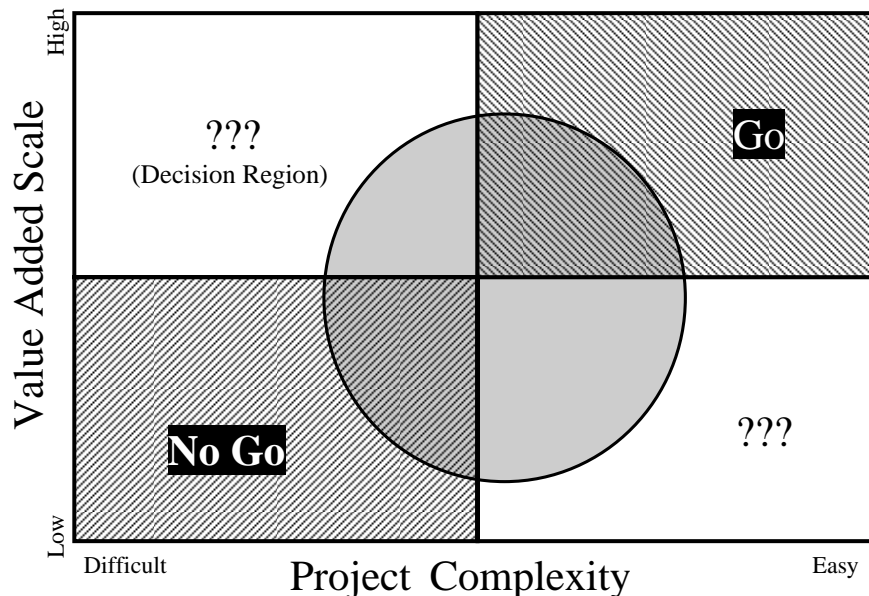 High
???
(Decision Region)
Go
Value Added Scale
No Go
???
Low
Difficult
Project Complexity
Easy